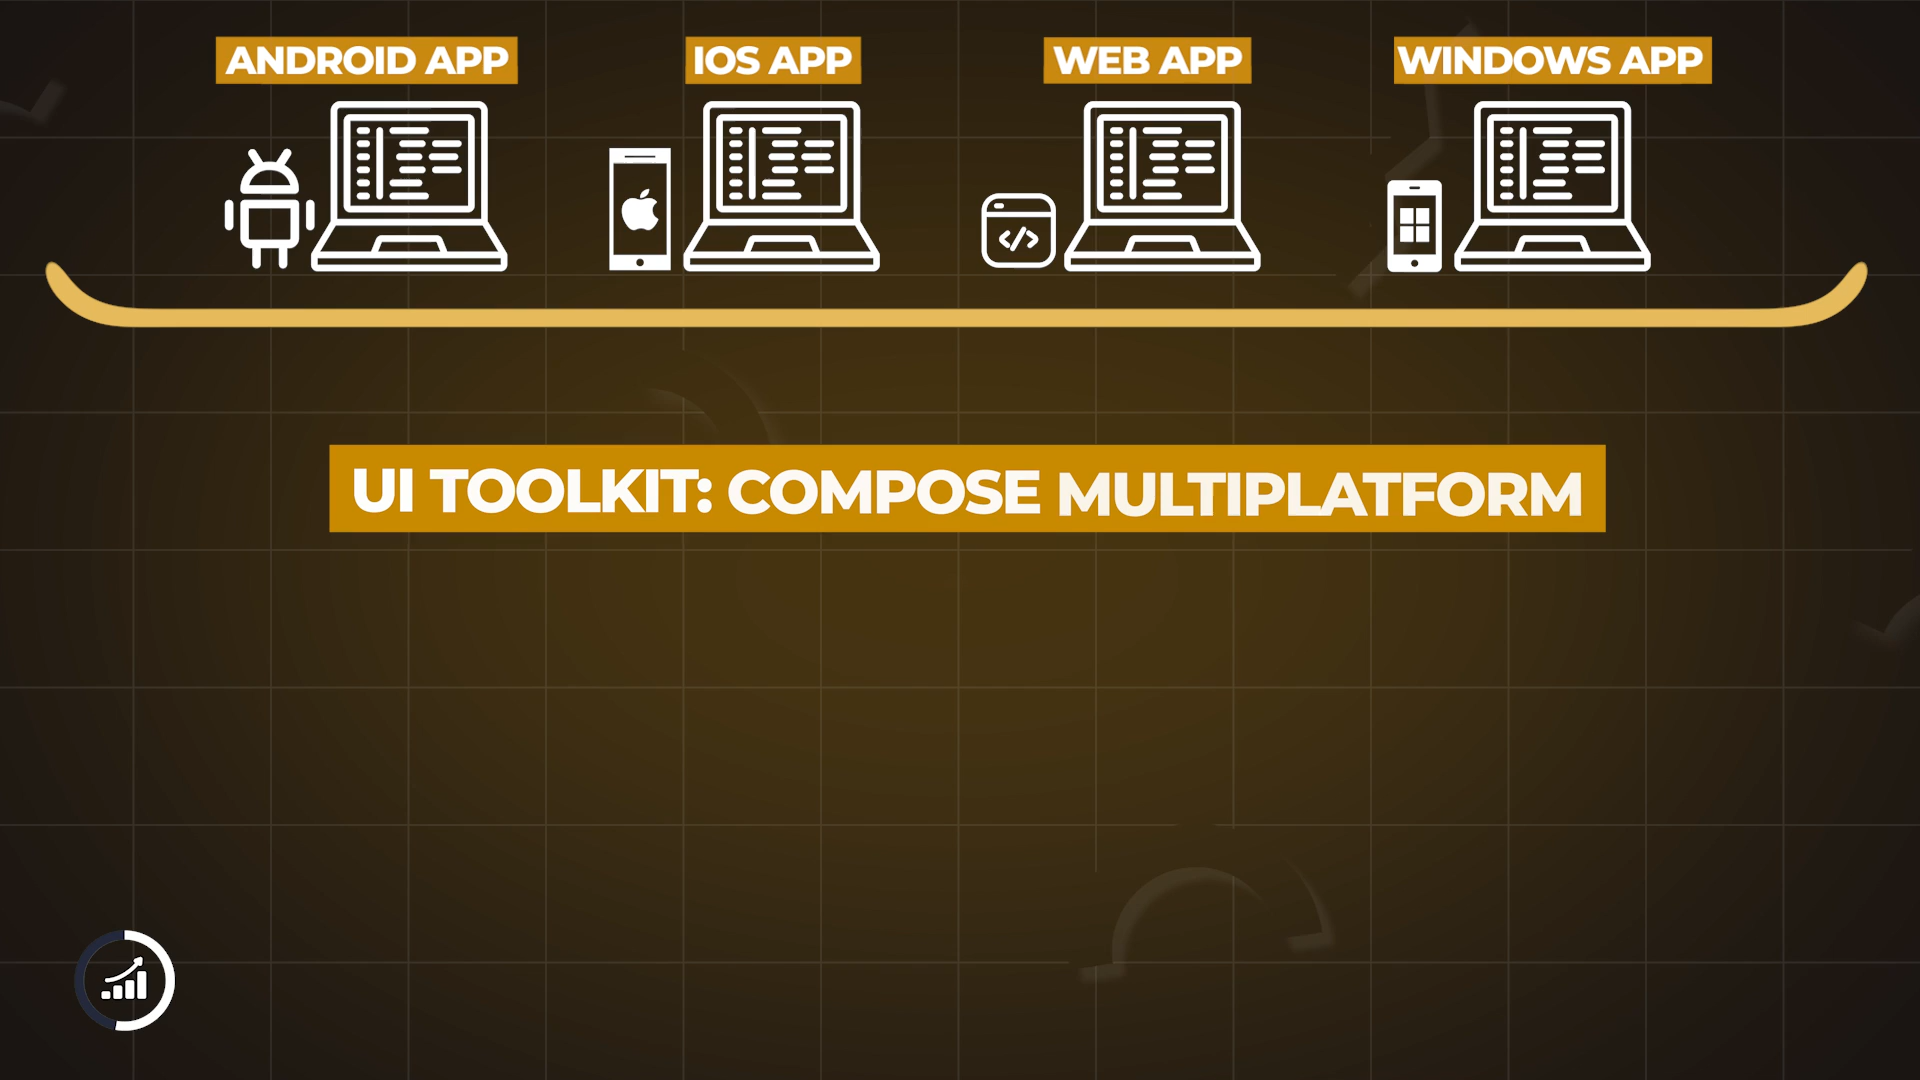 ANDROID APP
IOS APP
WEB APP
WINDOWS APP
</>
UI TOOLKIT: COMPOSE MULTIPLATFORM